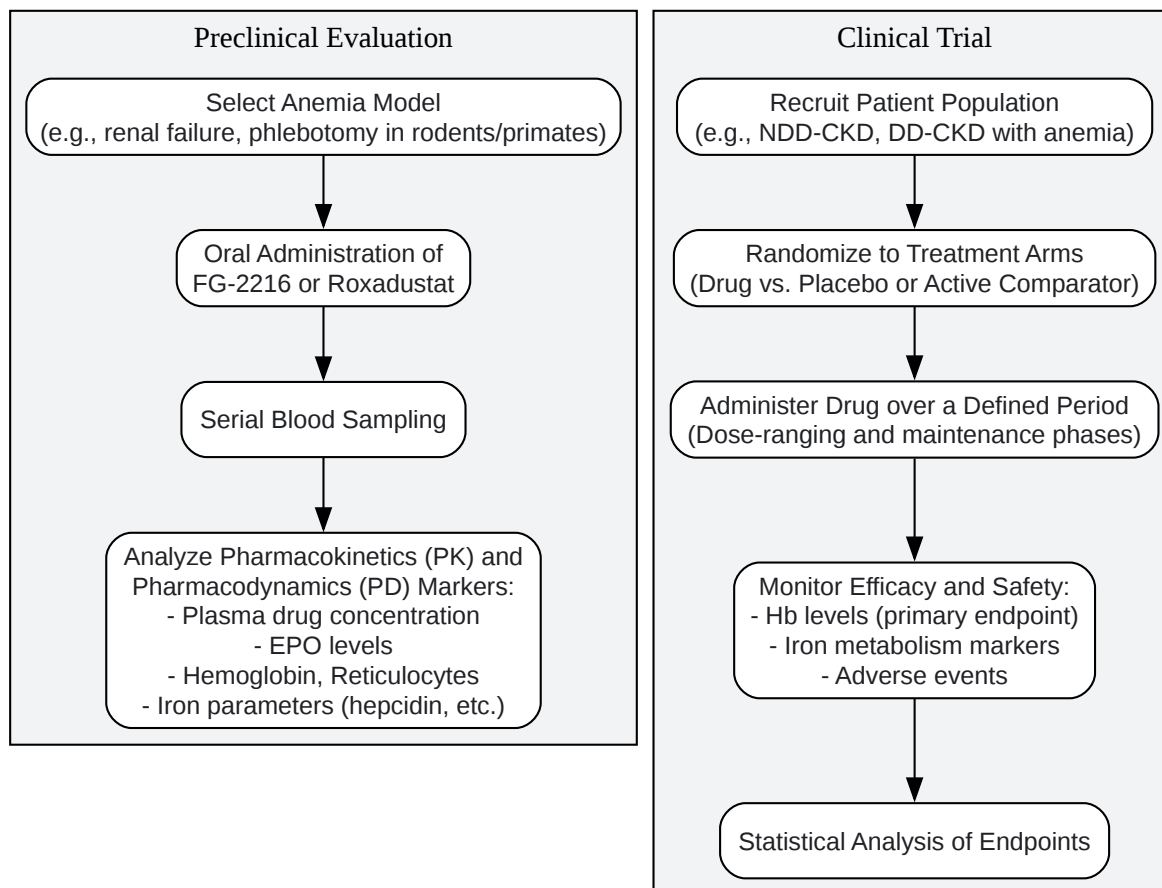 Preclinical Evaluation
Select Anemia Model
(e.g., renal failure, phlebotomy in rodents/primates)
Oral Administration of
FG-2216 or Roxadustat
Serial Blood Sampling
Analyze Pharmacokinetics (PK) and
Pharmacodynamics (PD) Markers:
- Plasma drug concentration
- EPO levels
- Hemoglobin, Reticulocytes
- Iron parameters (hepcidin, etc.)
Clinical Trial
Recruit Patient Population
(e.g., NDD-CKD, DD-CKD with anemia)
Randomize to Treatment Arms
(Drug vs. Placebo or Active Comparator)
Administer Drug over a Defined Period
(Dose-ranging and maintenance phases)
Monitor Efficacy and Safety:
- Hb levels (primary endpoint)
- Iron metabolism markers
- Adverse events
Statistical Analysis of Endpoints